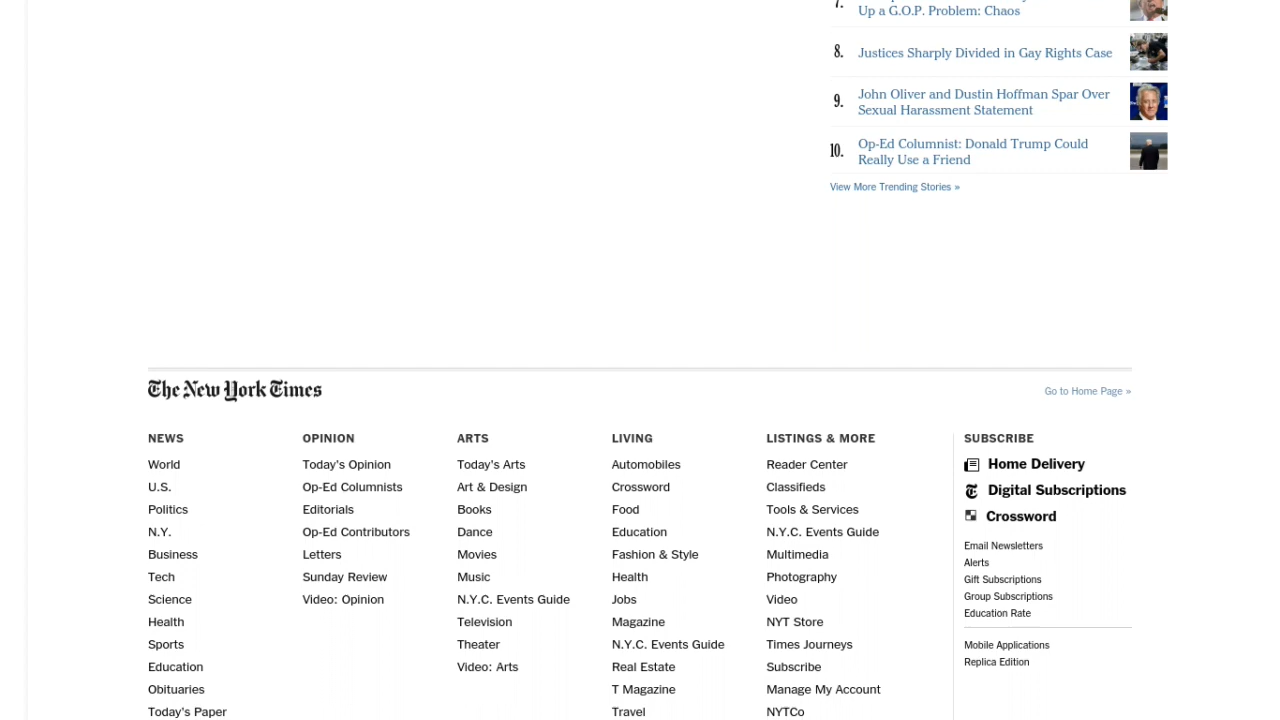 7.
Up a G.O.P. Problem: Chaos
8.
Justices Sharply Divided in Gay Rights Case
9.
John Oliver and Dustin Hoffman Spar Over
Sexual Harassment Statement
10.
Op-Ed Columnist: Donald Trump Could
Really Use a Friend
View More Trending Stories »
The New York Times
Go to Home Page »
NEWS
World
U.S.
Politics
N.Y.
Business
Tech
Science
Health
Sports
Education
Obituaries
Today's Paper
OPINION
Today's Opinion
Op-Ed Columnists
Editorials
Op-Ed Contributors
Letters
Sunday Review
Video: Opinion
ARTS
Today's Arts
Art & Design
Books
Dance
Movies
Music
N.Y.C. Events Guide
Television
Theater
Video: Arts
LIVING
Automobiles
Crossword
Food
Education
Fashion & Style
Health
Jobs
Magazine
N.Y.C. Events Guide
Real Estate
T Magazine
Travel
LISTINGS & MORE
Reader Center
Classifieds
Tools & Services
N.Y.C. Events Guide
Multimedia
Photography
Video
NYT Store
Times Journeys
Subscribe
Manage My Account
NYTCo
SUBSCRIBE
Home Delivery
Digital Subscriptions
Crossword
Email Newsletters
Alerts
Gift Subscriptions
Group Subscriptions
Education Rate
Mobile Applications
Replica Edition